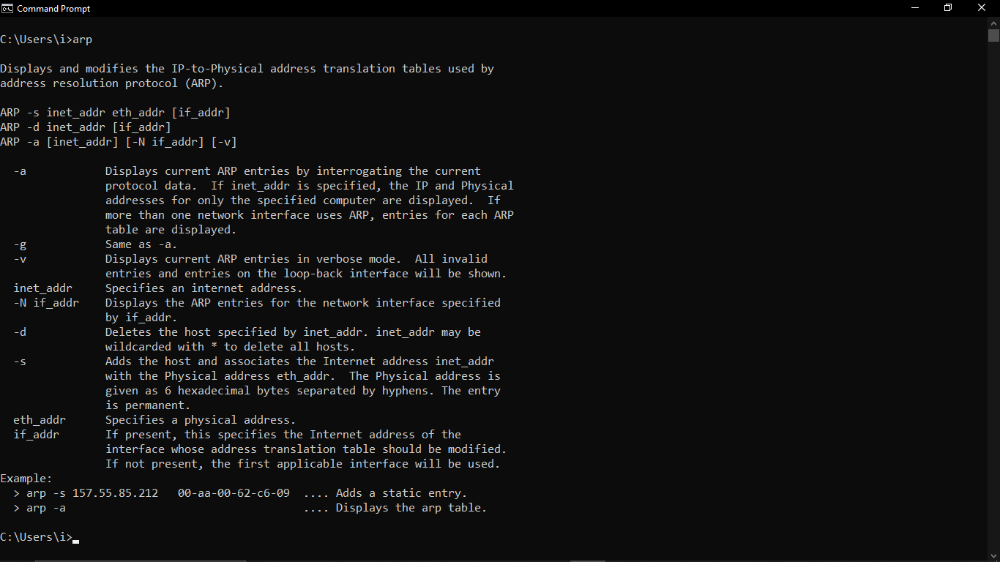 Command Prompt
C:\Users\i>arp
Displays and modifies the IP-to-Physical address translation tables used by
address resolution protocol (ARP).
ARP -s inet_addr eth_addr [if_addr]
ARP -d inet_addr [if_addr]
ARP -a [inet_addr] [-N if_addr] [-v]
  -a            Displays current ARP entries by interrogating the current
                protocol data.  If inet_addr is specified, the IP and Physical
                addresses for only the specified computer are displayed.  If
                more than one network interface uses ARP, entries for each ARP
                table are displayed.
  -g            Same as -a.
  -v            Displays current ARP entries in verbose mode.  All invalid
                entries and entries on the loop-back interface will be shown.
  inet_addr     Specifies an internet address.
  -N if_addr    Displays the ARP entries for the network interface specified
                by if_addr.
  -d            Deletes the host specified by inet_addr. inet_addr may be
                wildcarded with * to delete all hosts.
  -s            Adds the host and associates the Internet address inet_addr
                with the Physical address eth_addr.  The Physical address is
                given as 6 hexadecimal bytes separated by hyphens. The entry
                is permanent.
  eth_addr      Specifies a physical address.
  if_addr       If present, this specifies the Internet address of the
                interface whose address translation table should be modified.
                If not present, the first applicable interface will be used.
Example:
  > arp -s 157.55.85.212   00-aa-00-62-c6-09  .... Adds a static entry.
  > arp -a                                    .... Displays the arp table.
C:\Users\i>